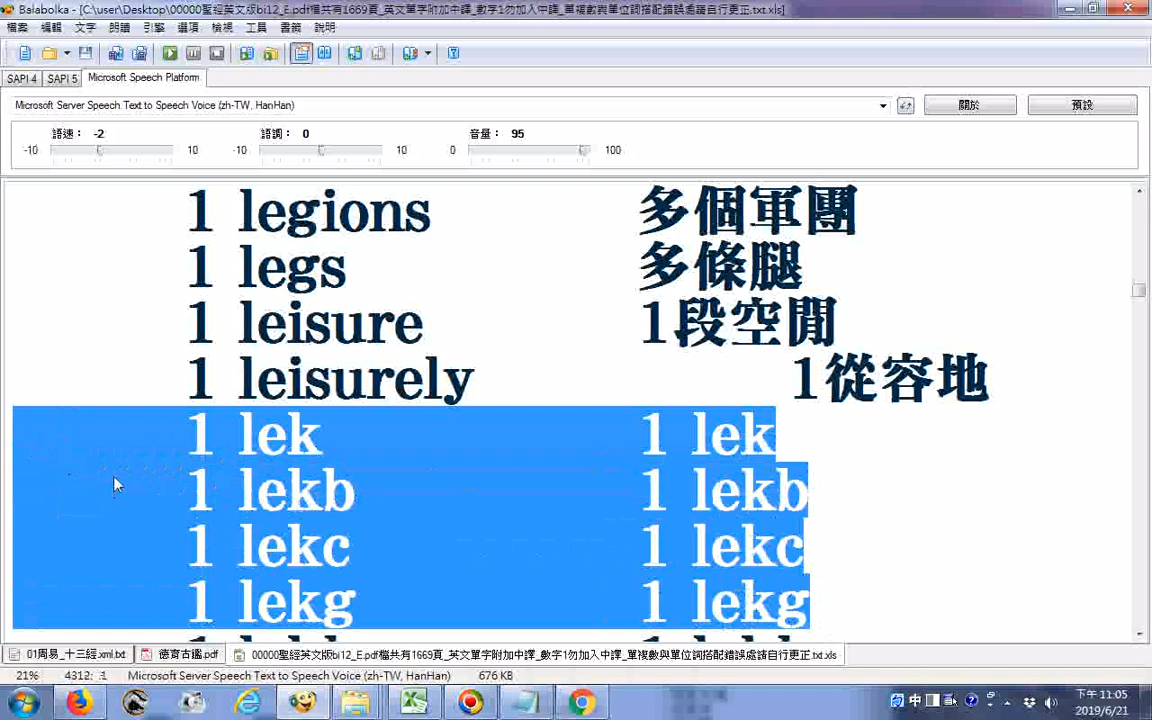 Balabolka - [C:\user\Desktop\00000聖經英文版bi12_E.pdf檔共有1669頁_英文單字附加中譯_數字1勿加入中譯_單複數與單位詞搭配錯誤處請自行更正.txt.xls]
檔案 編輯 文字 朗讀 引擎 選項 檢視 工具 書籤 說明
SAPI 4 SAPI 5 Microsoft Speech Platform
Microsoft Server Speech Text to Speech Voice (zh-TW, HanHan) 關於 預設
語速： -2 語調： 0 音量： 95
-10 10 -10 10 0 100
1 legions 多個軍團
1 legs 多條腿
1 leisure 1段空閒
1 leisurely 1從容地
1 lek 1 lek
1 lekb 1 lekb
1 lekc 1 lekc
1 lekg 1 lekg
01周易_十三經.xml.txt 德育古鑑.pdf 00000聖經英文版bi12_E.pdf檔共有1669頁_英文單字附加中譯_數字1勿加入中譯_單複數與單位詞搭配錯誤處請自行更正.txt.xls
21% 4312: 1 Microsoft Server Speech Text to Speech Voice (zh-TW, HanHan) 676 KB
中 下午 11:05
2019/6/21